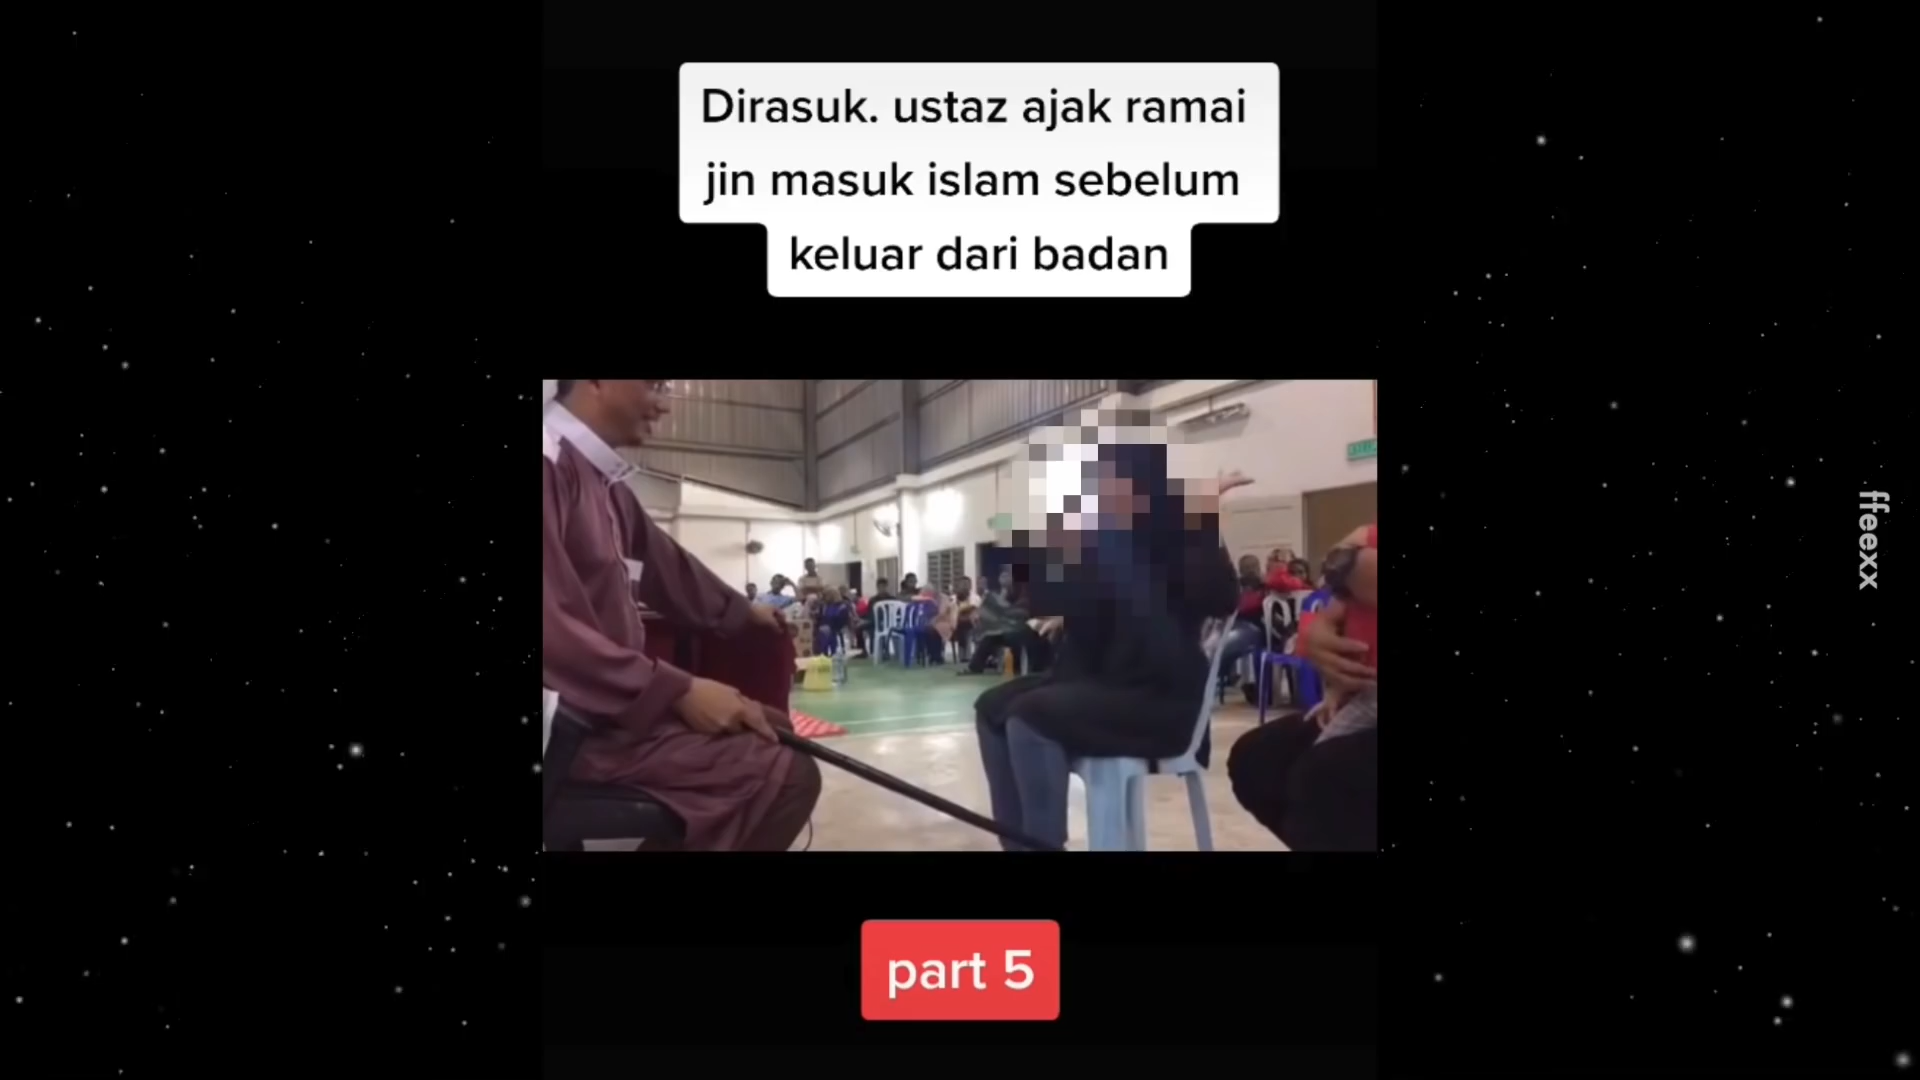 Dirasuk. ustaz ajak ramai
jin masuk islam sebelum
keluar dari badan
part 5
ffeexx